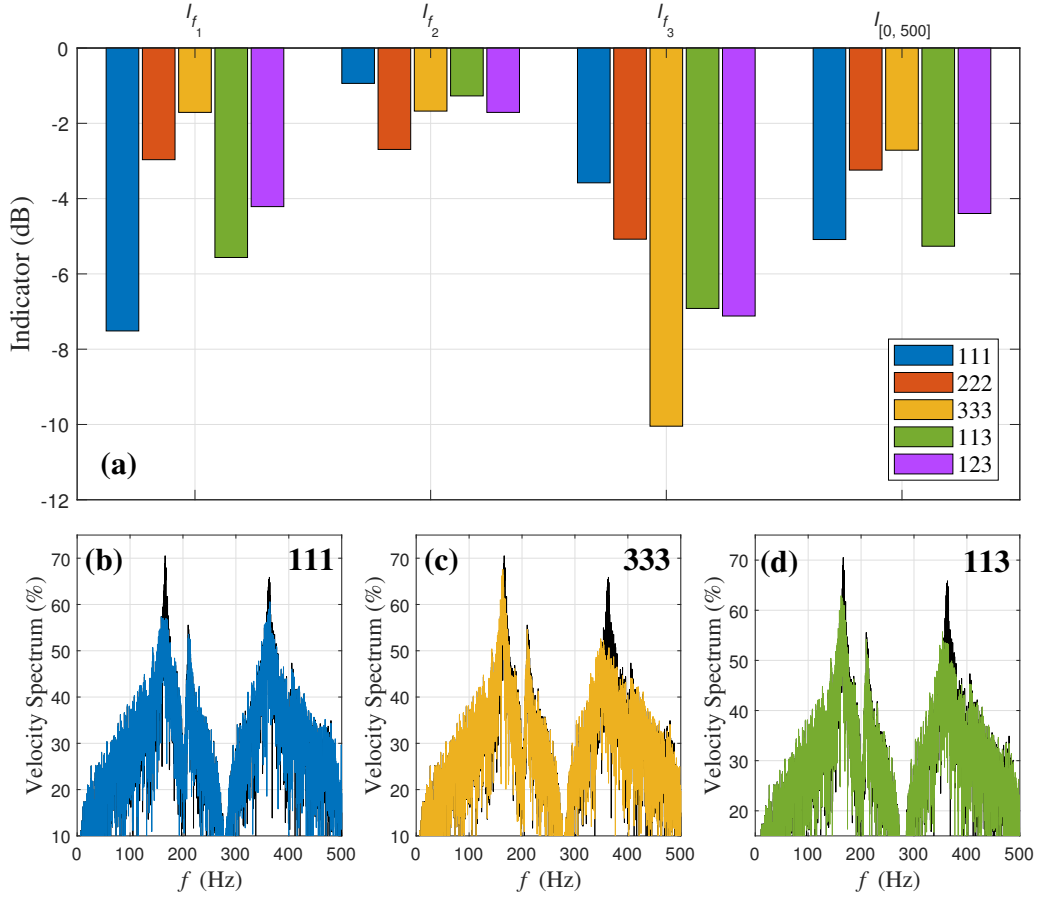 I_f_1 I_f_2 I_f_3 I_[0, 500]
0
-2
-4
-6
-8
-10
-12
Indicator (dB)
111
222
333
113
123
(a)
(b) 111
70
60
50
40
30
20
10
Velocity Spectrum (%)
0 100 200 300 400 500
f (Hz)
(c) 333
70
60
50
40
30
20
10
Velocity Spectrum (%)
0 100 200 300 400 500
f (Hz)
(d) 113
70
60
50
40
30
20
Velocity Spectrum (%)
0 100 200 300 400 500
f (Hz)